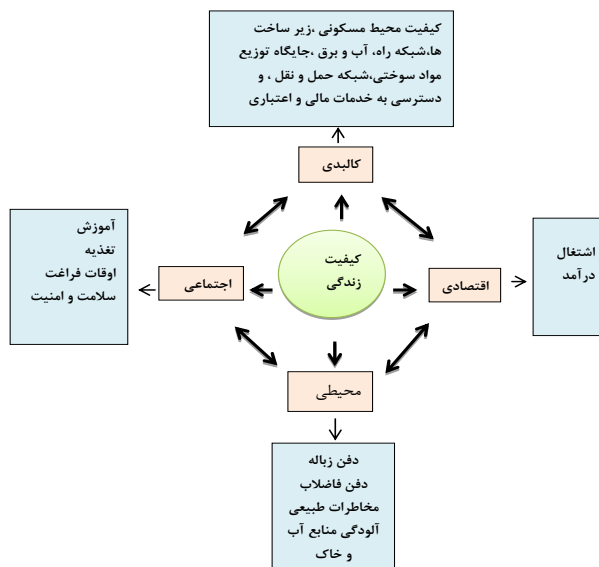 کیفیت محیط مسکونی ،زیر ساخت
ها،شبکه راه، آب و برق ،جایگاه توزیع
مواد سوختی،شبکه حمل و نقل ، و
دسترسی به خدمات مالی و اعتباری
کالبدی
اشتغال
درآمد
اقتصادی
کیفیت
زندگی
اجتماعی
آموزش
تغذیه
اوقات فراغت
سلامت و امنیت
محیطی
دفن زباله
دفن فاضلاب
مخاطرات طبیعی
آلودگی منابع آب
و خاک